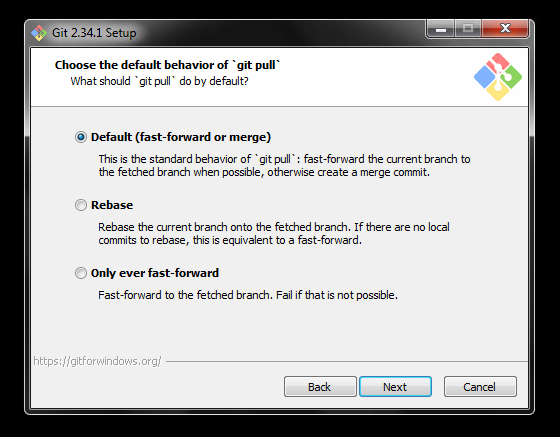 Git 2.34.1 Setup
Choose the default behavior of `git pull`
What should `git pull` do by default?
Default (fast-forward or merge)
This is the standard behavior of `git pull`: fast-forward the current branch to
the fetched branch when possible, otherwise create a merge commit.
Rebase
Rebase the current branch onto the fetched branch. If there are no local
commits to rebase, this is equivalent to a fast-forward.
Only ever fast-forward
Fast-forward to the fetched branch. Fail if that is not possible.
https://gitforwindows.org/
Back Next Cancel